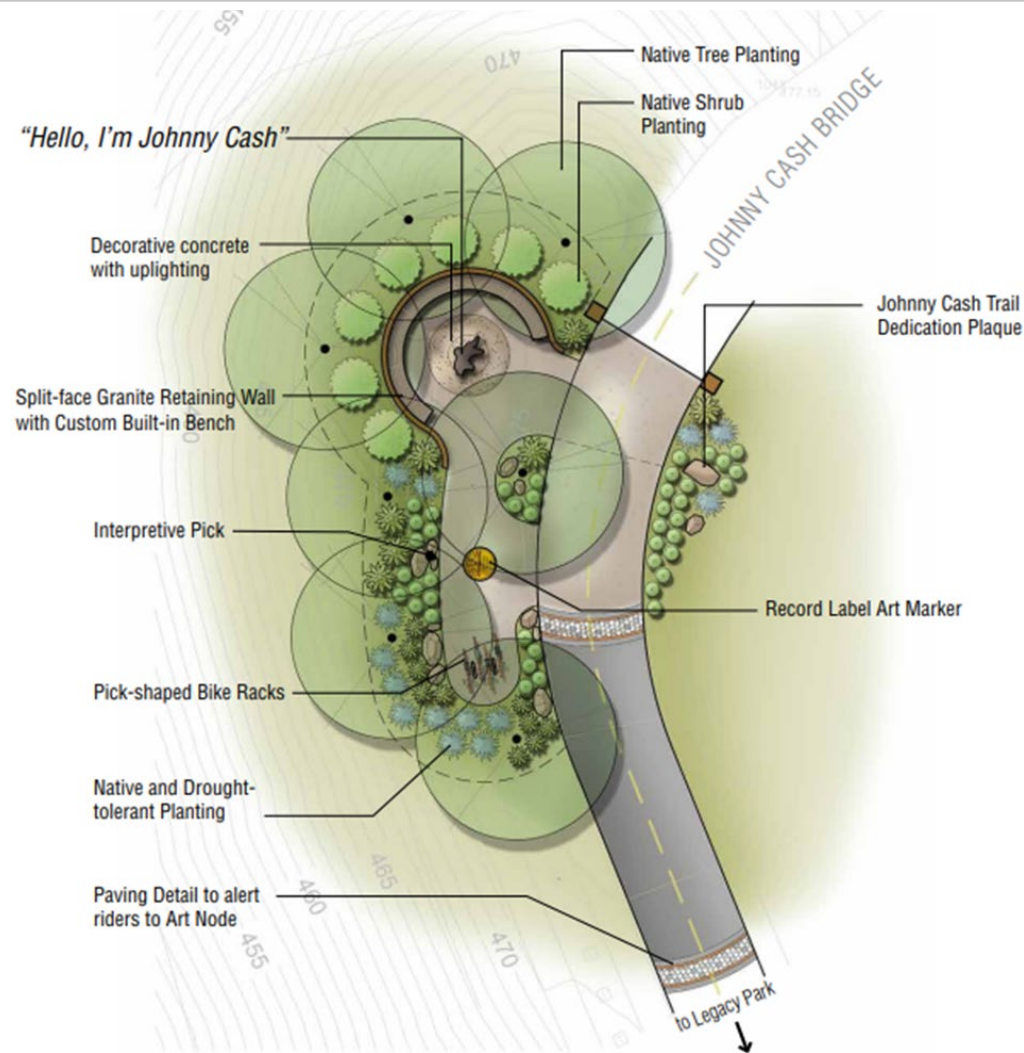 455
470
Native Tree Planting
Native Shrub
Planting
JOHNNY CASH BRIDGE
“Hello, I’m Johnny Cash”
Decorative concrete
with uplighting
Johnny Cash Trail
Dedication Plaque
Split-face Granite Retaining Wall
with Custom Built-in Bench
Interpretive Pick
Record Label Art Marker
Pick-shaped Bike Racks
Native and Drought-
tolerant Planting
465
460
Paving Detail to alert
riders to Art Node
455
470
to Legacy Park